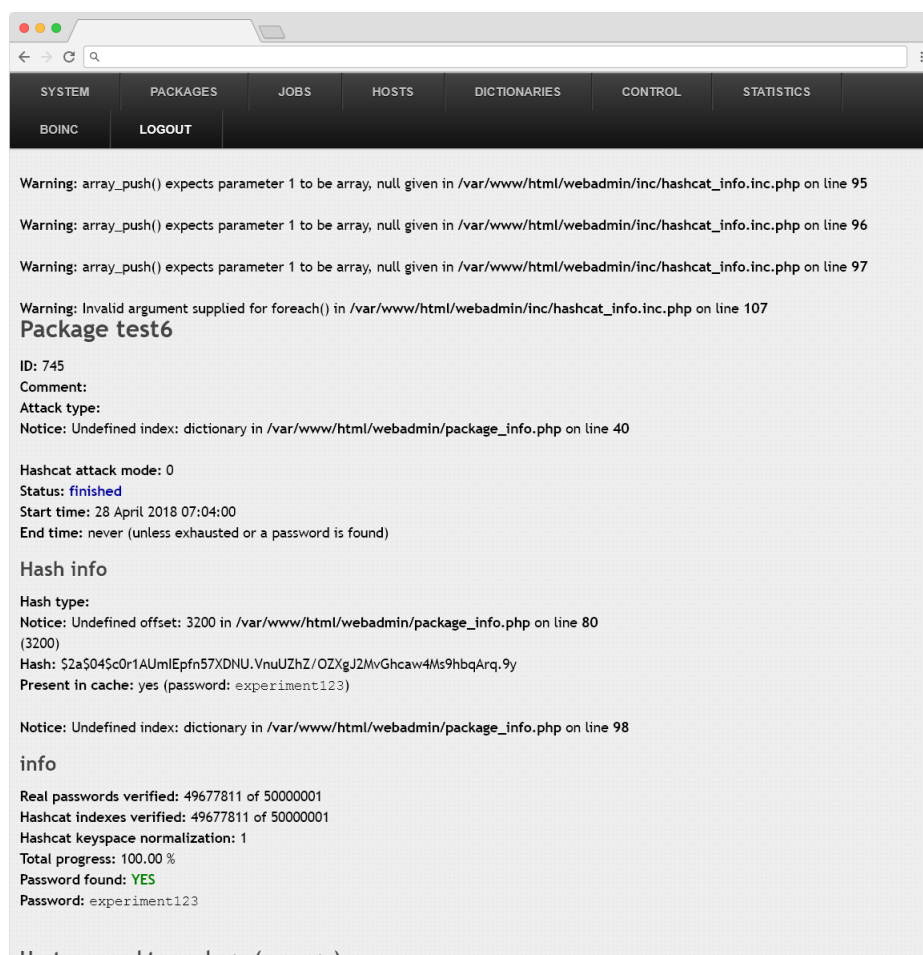 SYSTEM PACKAGES JOBS HOSTS DICTIONARIES CONTROL STATISTICS
BOINC LOGOUT
Warning: array_push() expects parameter 1 to be array, null given in /var/www/html/webadmin/inc/hashcat_info.inc.php on line 95
Warning: array_push() expects parameter 1 to be array, null given in /var/www/html/webadmin/inc/hashcat_info.inc.php on line 96
Warning: array_push() expects parameter 1 to be array, null given in /var/www/html/webadmin/inc/hashcat_info.inc.php on line 97
Warning: Invalid argument supplied for foreach() in /var/www/html/webadmin/inc/hashcat_info.inc.php on line 107
Package test6
ID: 745
Comment:
Attack type:
Notice: Undefined index: dictionary in /var/www/html/webadmin/package_info.php on line 40
Hashcat attack mode: 0
Status: finished
Start time: 28 April 2018 07:04:00
End time: never (unless exhausted or a password is found)
Hash info
Hash type:
Notice: Undefined offset: 3200 in /var/www/html/webadmin/package_info.php on line 80
(3200)
Hash: $2a$04$c0r1AUmIEpfn57XDNU.VnuUZhZ/OZXgJ2MvGhcaw4Ms9hbqArq.9y
Present in cache: yes (password: experiment123)
Notice: Undefined index: dictionary in /var/www/html/webadmin/package_info.php on line 98
info
Real passwords verified: 49677811 of 50000001
Hashcat indexes verified: 49677811 of 50000001
Hashcat keyspace normalization: 1
Total progress: 100.00 %
Password found: YES
Password: experiment123